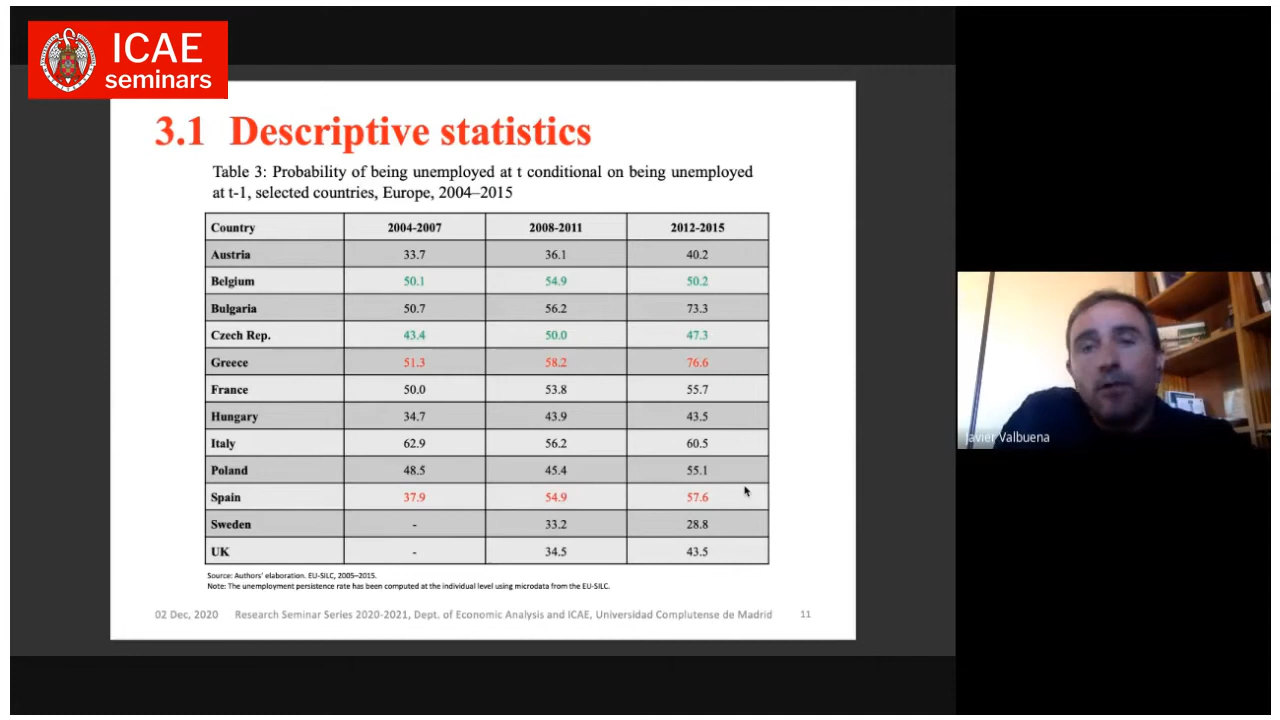 ICAE
seminars
3.1 Descriptive statistics
Table 3: Probability of being unemployed at t conditional on being unemployed
at t-1, selected countries, Europe, 2004–2015
Country 2004-2007 2008-2011 2012-2015
Austria 33.7 36.1 40.2
Belgium 50.1 54.9 50.2
Bulgaria 50.7 56.2 73.3
Czech Rep. 43.4 50.0 47.3
Greece 51.3 58.2 76.6
France 50.0 53.8 55.7
Hungary 34.7 43.9 43.5
Italy 62.9 56.2 60.5
Poland 48.5 45.4 55.1
Spain 37.9 54.9 57.6
Sweden - 33.2 28.8
UK - 34.5 43.5
Source: Authors' elaboration. EU-SILC, 2005–2015.
Note: The unemployment persistence rate has been computed at the individual level using microdata from the EU-SILC.
02 Dec, 2020 Research Seminar Series 2020-2021, Dept. of Economic Analysis and ICAE, Universidad Complutense de Madrid 11
Javier Valbuena